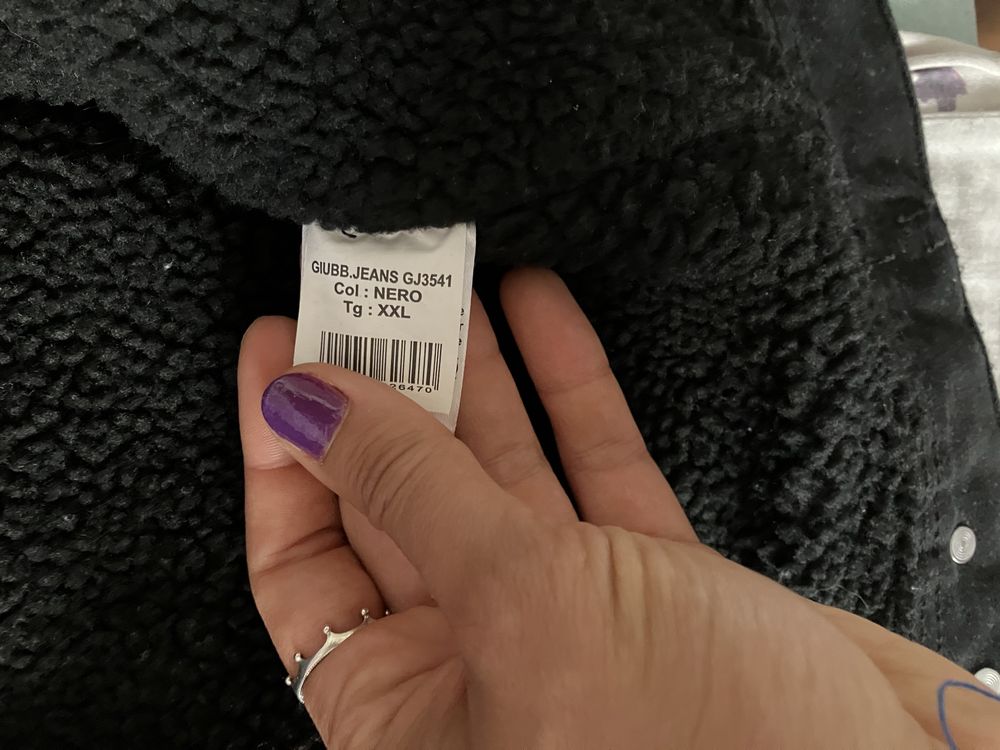 GIUBB.JEANS GJ3541
Col : NERO
Tg : XXL
26470